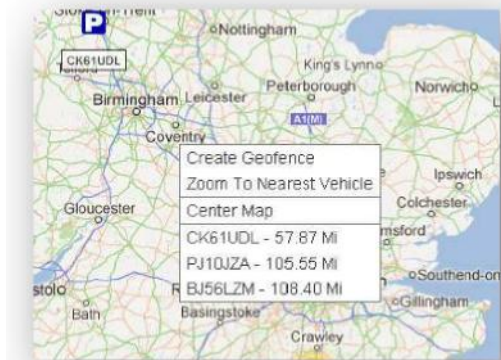 P
Nottingham
CK61UDL
King's Lynn
Peterborough
Norwich
Birmingham
Leicester
A1(M)
Coventry
Create Geofence
Zoom To Nearest Vehicle
Ipswich
Gloucester
Center Map
Colchester
CK61UDL - 57.87 Mi
PJ10JZA - 105.55 Mi
BJ56LZM - 108.40 Mi
Southend-on
Bath
Basingstoke
Gillingham
Crawley